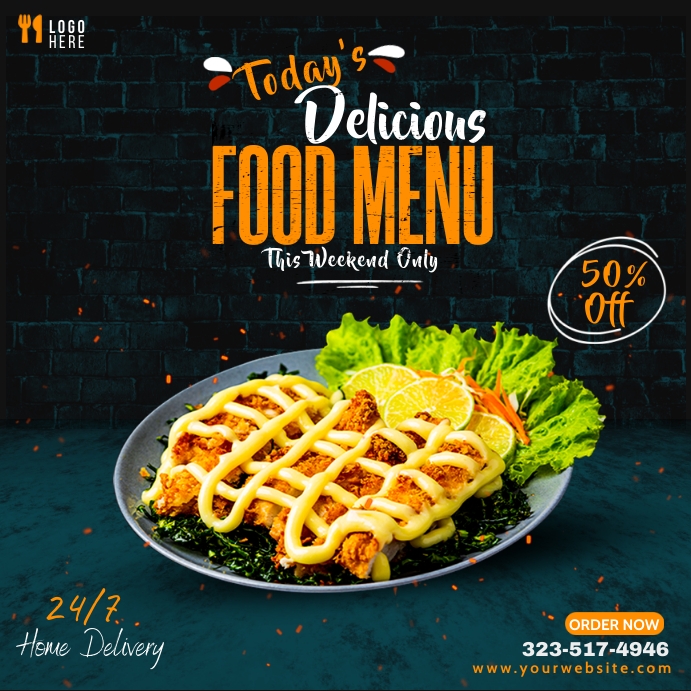 LOGO
HERE
Today's
Delicious
FOOD MENU
This Weekend Only
50%
Off
24/7..
Home Delivery
ORDER NOW
323-517-4946
www.yourwebsite.com